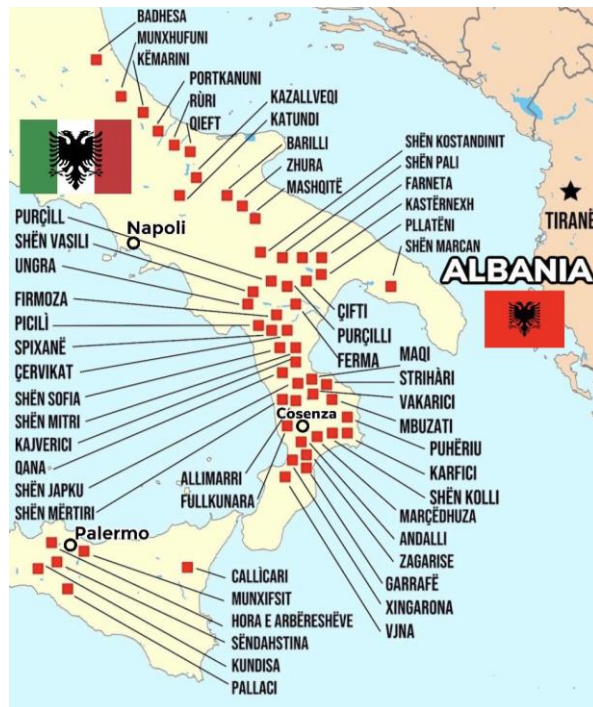 BADHESA
MUNXHUFUNI
KËMARINI
PORTKANUNI
RÙRI
QIEFT
KAZALLVEQI
KATUNDI
BARILLI
ZHURA
MASHQITË
SHËN KOSTANDINIT
SHËN PALI
FARNETA
KASTËRNEXH
PLLATËNI
SHËN MARCAN
TIRANË
ALBANIA
PURÇÌLL
SHËN VAŞILI
UNGRA
FIRMOZA
PICILÌ
SPIXANË
ÇERVIKAT
SHËN SOFIA
SHËN MITRI
KAJVERICI
QANA
SHËN JAPKU
SHËN MËRTIRI
Napoli
ÇIFTI
PURÇILLI
FERMA
MAQI
STRIHÀRI
VAKARICI
MBUZATI
PUHËRIU
KARFICI
SHËN KOLLI
MARÇËDHUZA
ANDALLI
ZAGARISE
GARRAFË
XINGARONA
VJNA
Cosenza
ALLIMARRI
FULLKUNARA
Palermo
CALLÌCARI
MUNXIFSIT
HORA E ARBËRESHËVE
SËNDAHSTINA
KUNDISA
PALLACI